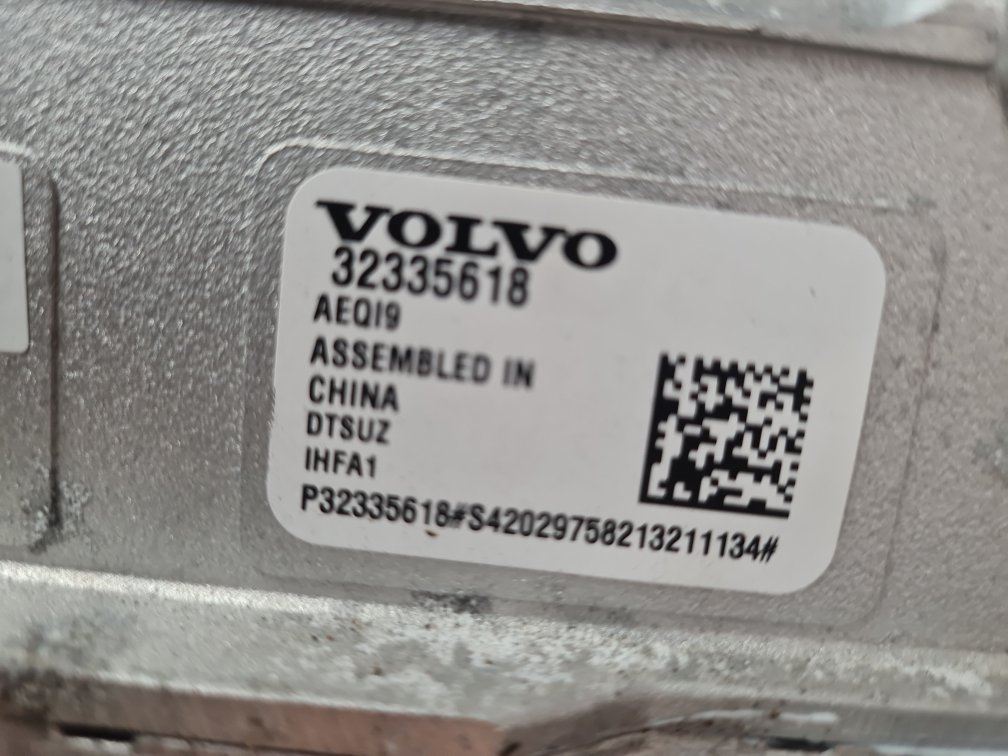 VOLVO
32335618
AEQI9
ASSEMBLED IN
CHINA
DTSUZ
IHFA1
P32335618#S42029758213211134#